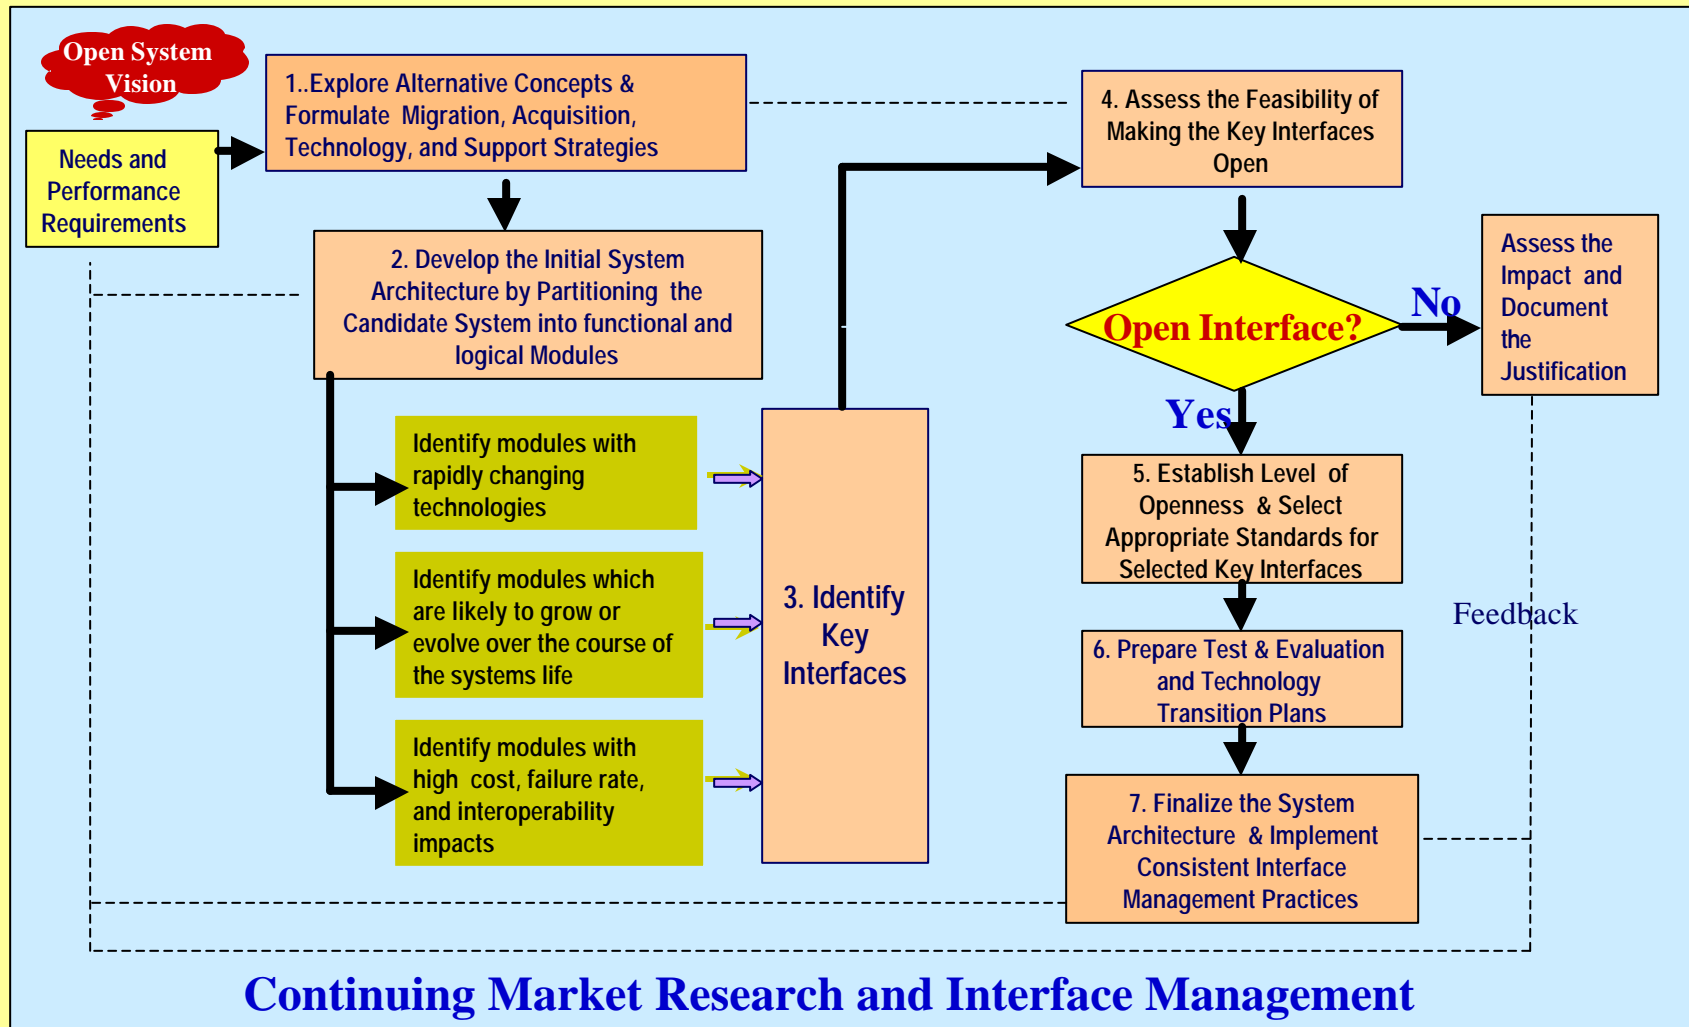 Open System
Vision
Needs and
Performance
Requirements
1..Explore Alternative Concepts &
Formulate Migration, Acquisition,
Technology, and Support Strategies
2. Develop the Initial System
Architecture by Partitioning the
Candidate System into functional and
logical Modules
Identify modules with
rapidly changing
technologies
Identify modules which
are likely to grow or
evolve over the course of
the systems life
Identify modules with
high cost, failure rate,
and interoperability
impacts
3. Identify
Key
Interfaces
4. Assess the Feasibility of
Making the Key Interfaces
Open
Open Interface?
No
Assess the
Impact and
Document
the
Justification
Yes
5. Establish Level of
Openness & Select
Appropriate Standards for
Selected Key Interfaces
Feedback
6. Prepare Test & Evaluation
and Technology
Transition Plans
7. Finalize the System
Architecture & Implement
Consistent Interface
Management Practices
Continuing Market Research and Interface Management